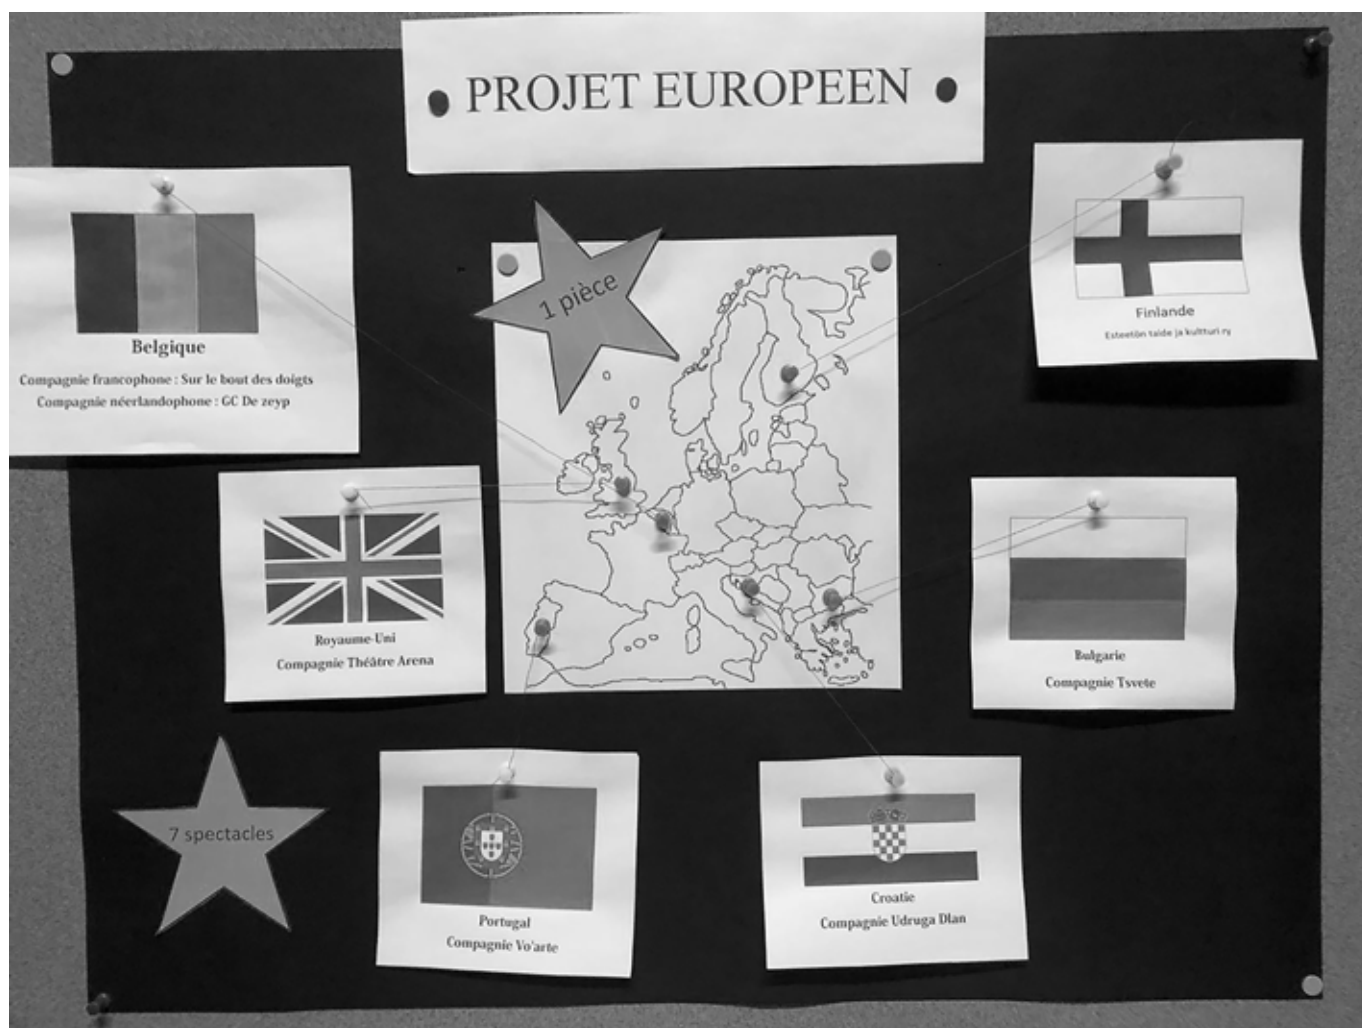 PROJET EUROPEEN
1 pièce
Belgique
Compagnie francophone : Sur le bout des doigts
Compagnie néerlandophone : GC De zeyp
Finlande
Esteetön taide ja kultturi ry
Royaume-Uni
Compagnie Théâtre Arena
Bulgarie
Compagnie Tsvete
7 spectacles
Portugal
Compagnie Vo'arte
Croatie
Compagnie Udruga Dlan